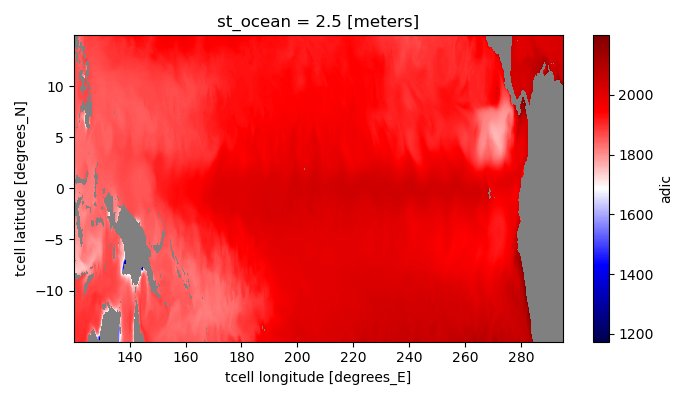 st_ocean = 2.5 [meters]
10
5
0
−5
−10
tcell latitude [degrees_N]
140 160 180 200 220 240 260 280
tcell longitude [degrees_E]
2000
1800
1600
1400
1200
adic